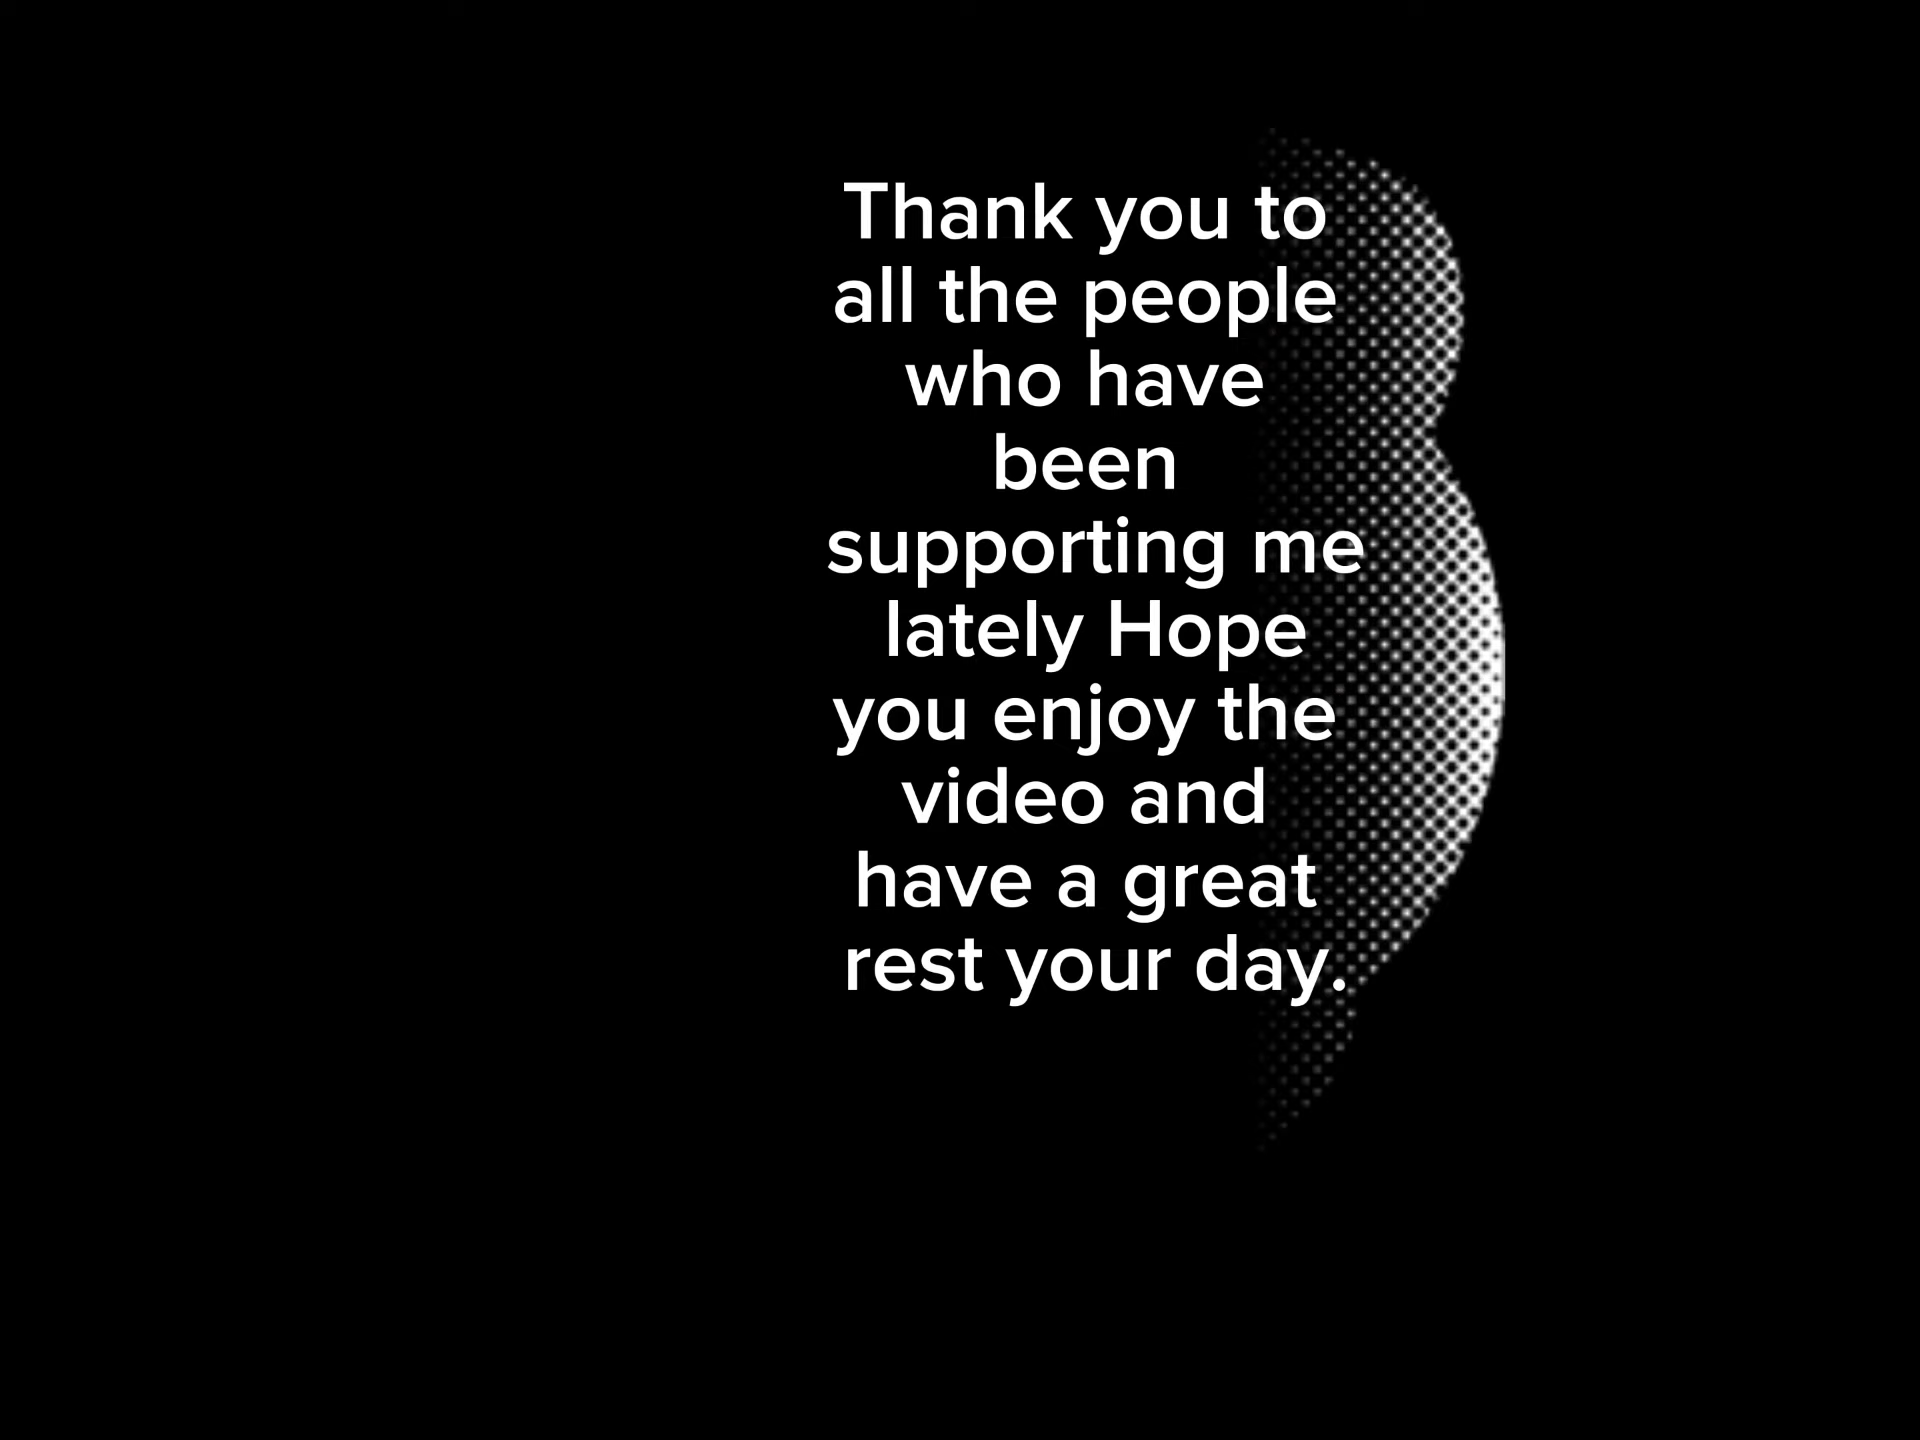 Thank you to
all the people
who have
been
supporting me
lately Hope
you enjoy the
video and
have a great
rest your day.